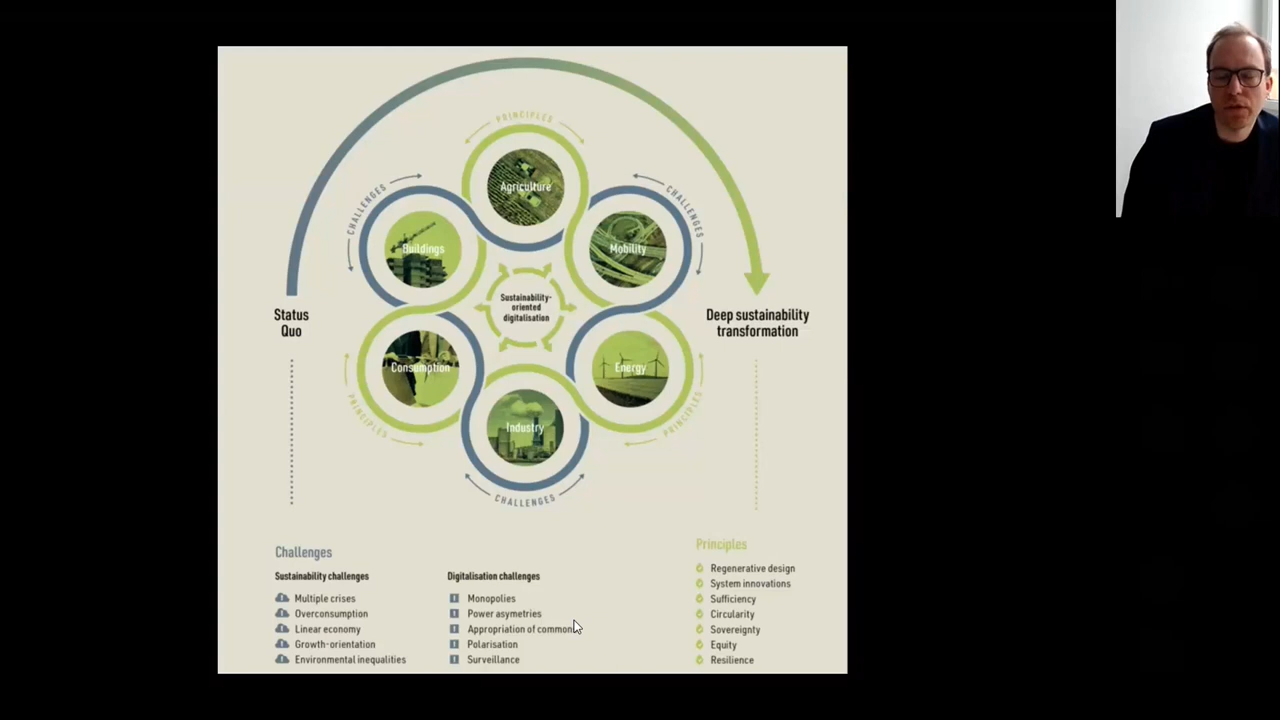 PRINCIPLES
Agriculture
CHALLENGES
CHALLENGES
Buildings
Mobility
Sustainability-
oriented
digitalisation
Status
Quo
Deep sustainability
transformation
Consumption
Energy
PRINCIPLES
PRINCIPLES
Industry
CHALLENGES
Challenges
Sustainability challenges
Multiple crises
Overconsumption
Linear economy
Growth-orientation
Environmental inequalities
Digitalisation challenges
Monopolies
Power asymetries
Appropriation of common
Polarisation
Surveillance
Principles
Regenerative design
System innovations
Sufficiency
Circularity
Sovereignty
Equity
Resilience